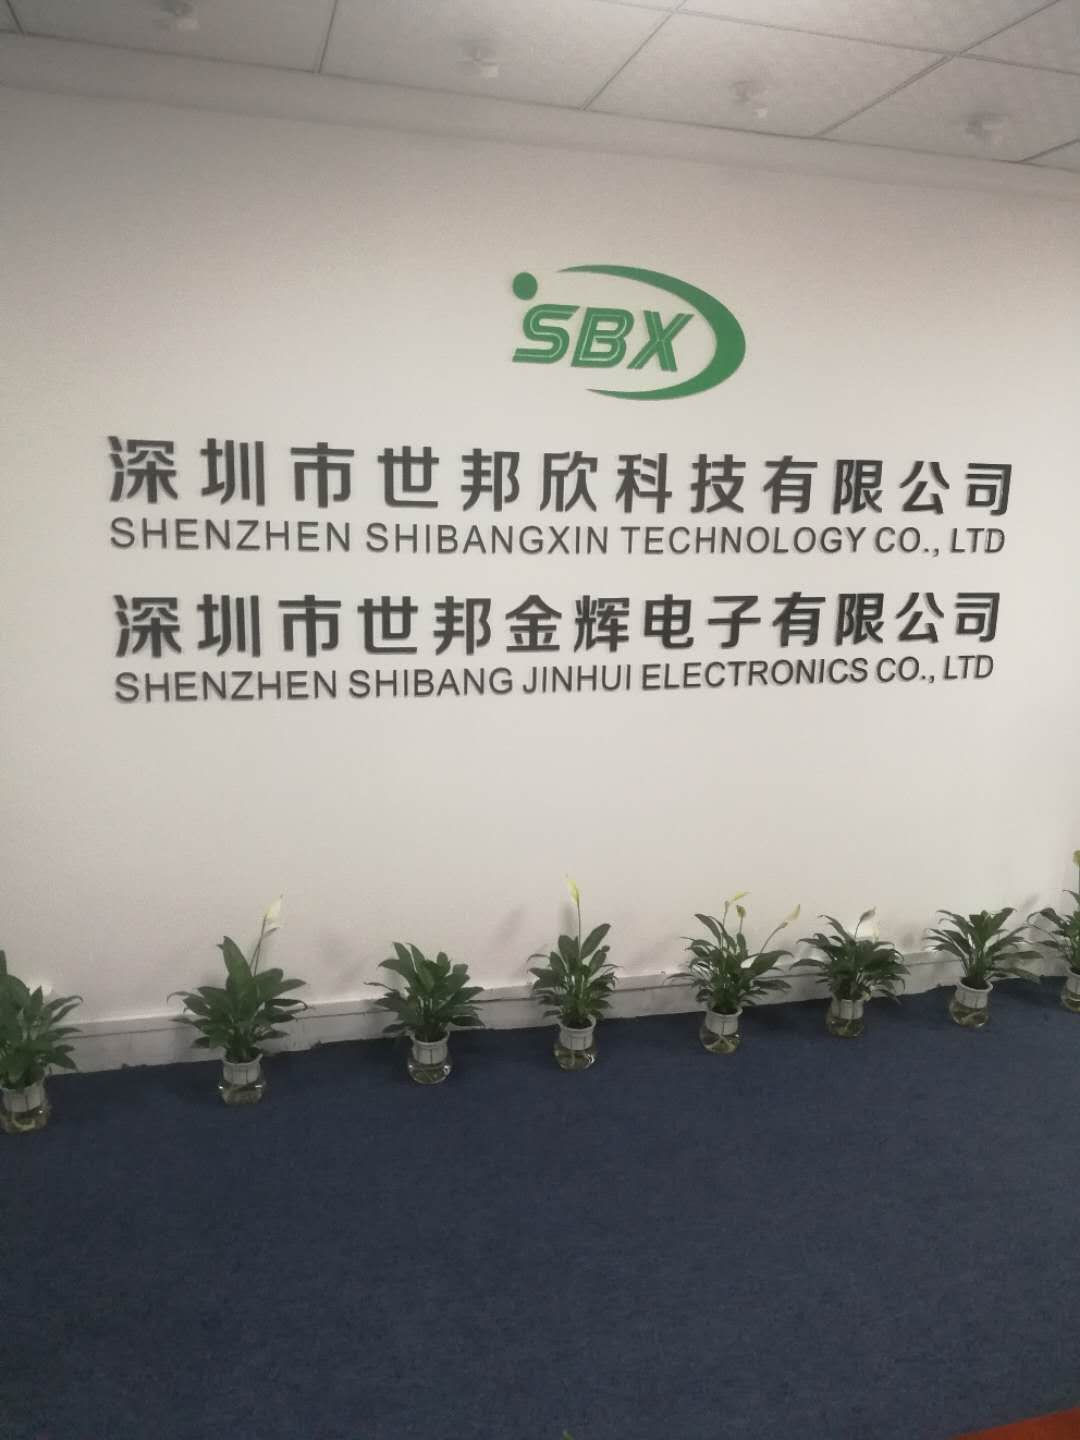 SBX
深圳市世邦欣科技有限公司
SHENZHEN SHIBANGXIN TECHNOLOGY CO., LTD
深圳市世邦金辉电子有限公司
SHENZHEN SHIBANG JINHUI ELECTRONICS CO., LTD